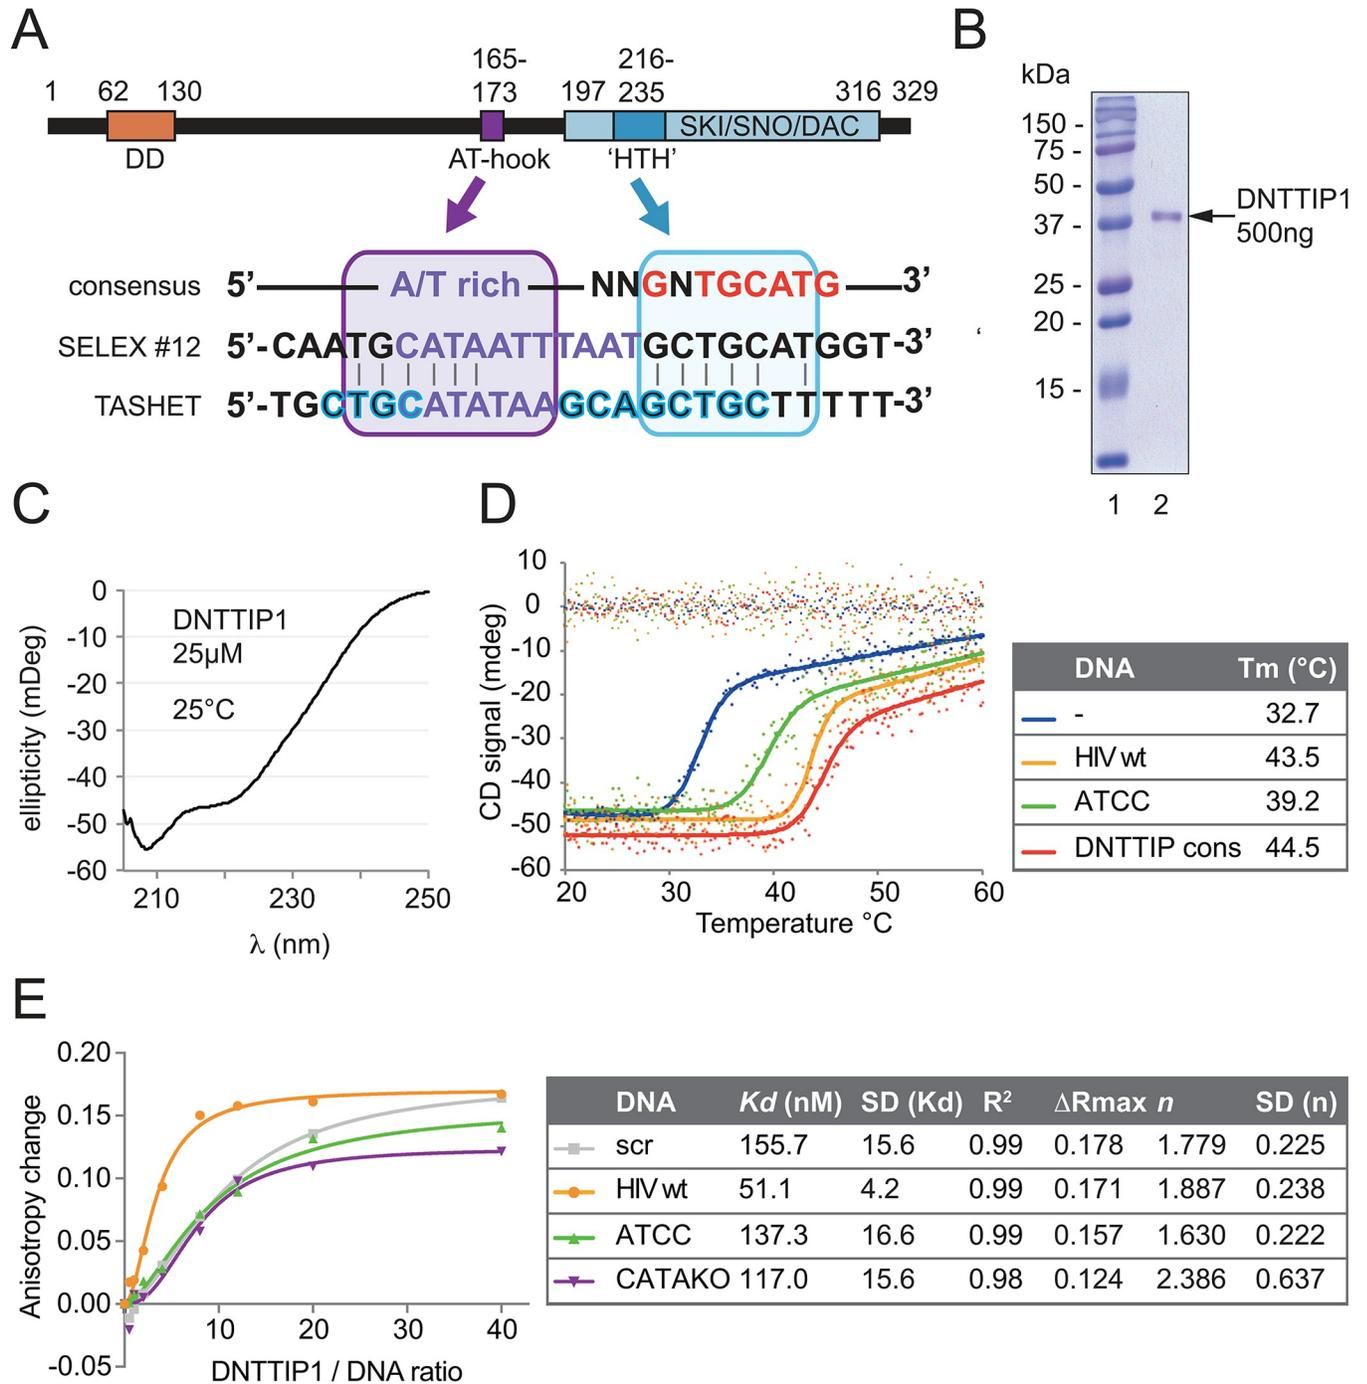 A
165-
216-
1 62 130 173 197 235 316 329
SKI/SNO/DAC
DD AT-hook ‘HTH’
consensus 5’ A/T rich NNGNTGCATG 3’
SELEX #12 5’-CAATGCATAATTTAATGCTGCATGGT-3’ ‘
TASHET 5’-TGCTGCATATAAGCAGCTGCTTTTT-3’
B
kDa
150 -
75 -
50 -
37 -
25 -
20 -
15 -
DNTTIP1
500ng
1 2
C
ellipticity (mDeg)
0
-10
-20
-30
-40
-50
-60
DNTTIP1
25µM
25°C
210 230 250
λ (nm)
D
CD signal (mdeg)
10
0
-10
-20
-30
-40
-50
-60
20 30 40 50 60
Temperature °C
DNA Tm (°C)
- 32.7
HIV wt 43.5
ATCC 39.2
DNTTIP cons 44.5
E
Anisotropy change
0.20
0.15
0.10
0.05
0.00
-0.05
10 20 30 40
DNTTIP1 / DNA ratio
DNA Kd (nM) SD (Kd) R² ΔRmax n SD (n)
scr 155.7 15.6 0.99 0.178 1.779 0.225
HIV wt 51.1 4.2 0.99 0.171 1.887 0.238
ATCC 137.3 16.6 0.99 0.157 1.630 0.222
CATAKO 117.0 15.6 0.98 0.124 2.386 0.637